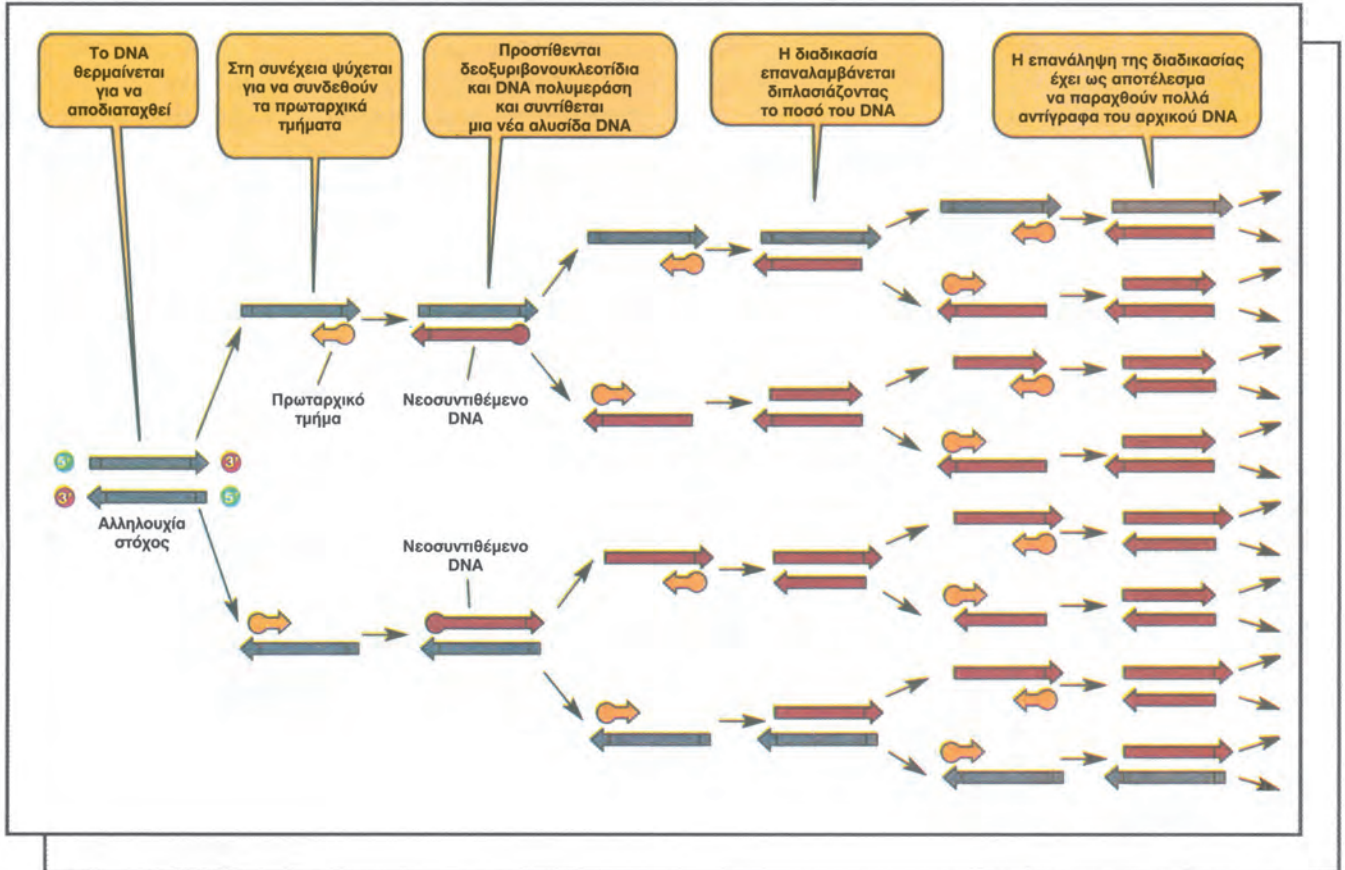 Το DNA
θερμαίνεται
για να
αποδιαταχθεί
Στη συνέχεια ψύχεται
για να συνδεθούν
τα πρωταρχικά
τμήματα
Προστίθενται
δεοξυριβονουκλεοτίδια
και DNA πολυμεράση
και συντίθεται
μια νέα αλυσίδα DNA
Η διαδικασία
επαναλαμβάνεται
διπλασιάζοντας
το ποσό του DNA
Η επανάληψη της διαδικασίας
έχει ως αποτέλεσμα
να παραχθούν πολλά
αντίγραφα του αρχικού DNA
Πρωταρχικό
τμήμα
Νεοσυντιθέμενο
DNA
5' 3'
3' 5'
Αλληλουχία
στόχος
Νεοσυντιθέμενο
DNA